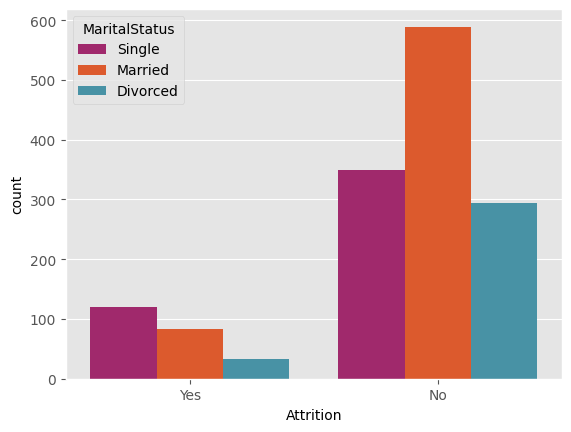 MaritalStatus
Single
Married
Divorced
600
500
400
300
200
100
0
count
Yes
No
Attrition